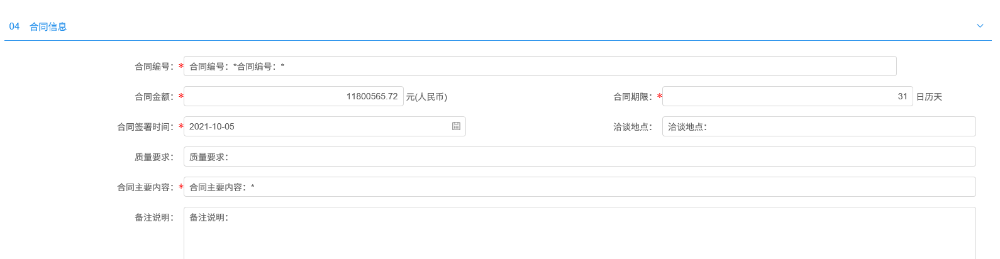 04 合同信息
合同编号：*合同编号：*合同编号：*
合同金额：*11800565.72 元(人民币) 合同期限：*31 日历天
合同签署时间：*2021-10-05 洽谈地点：洽谈地点：
质量要求：质量要求：
合同主要内容：*合同主要内容：*
备注说明：备注说明：